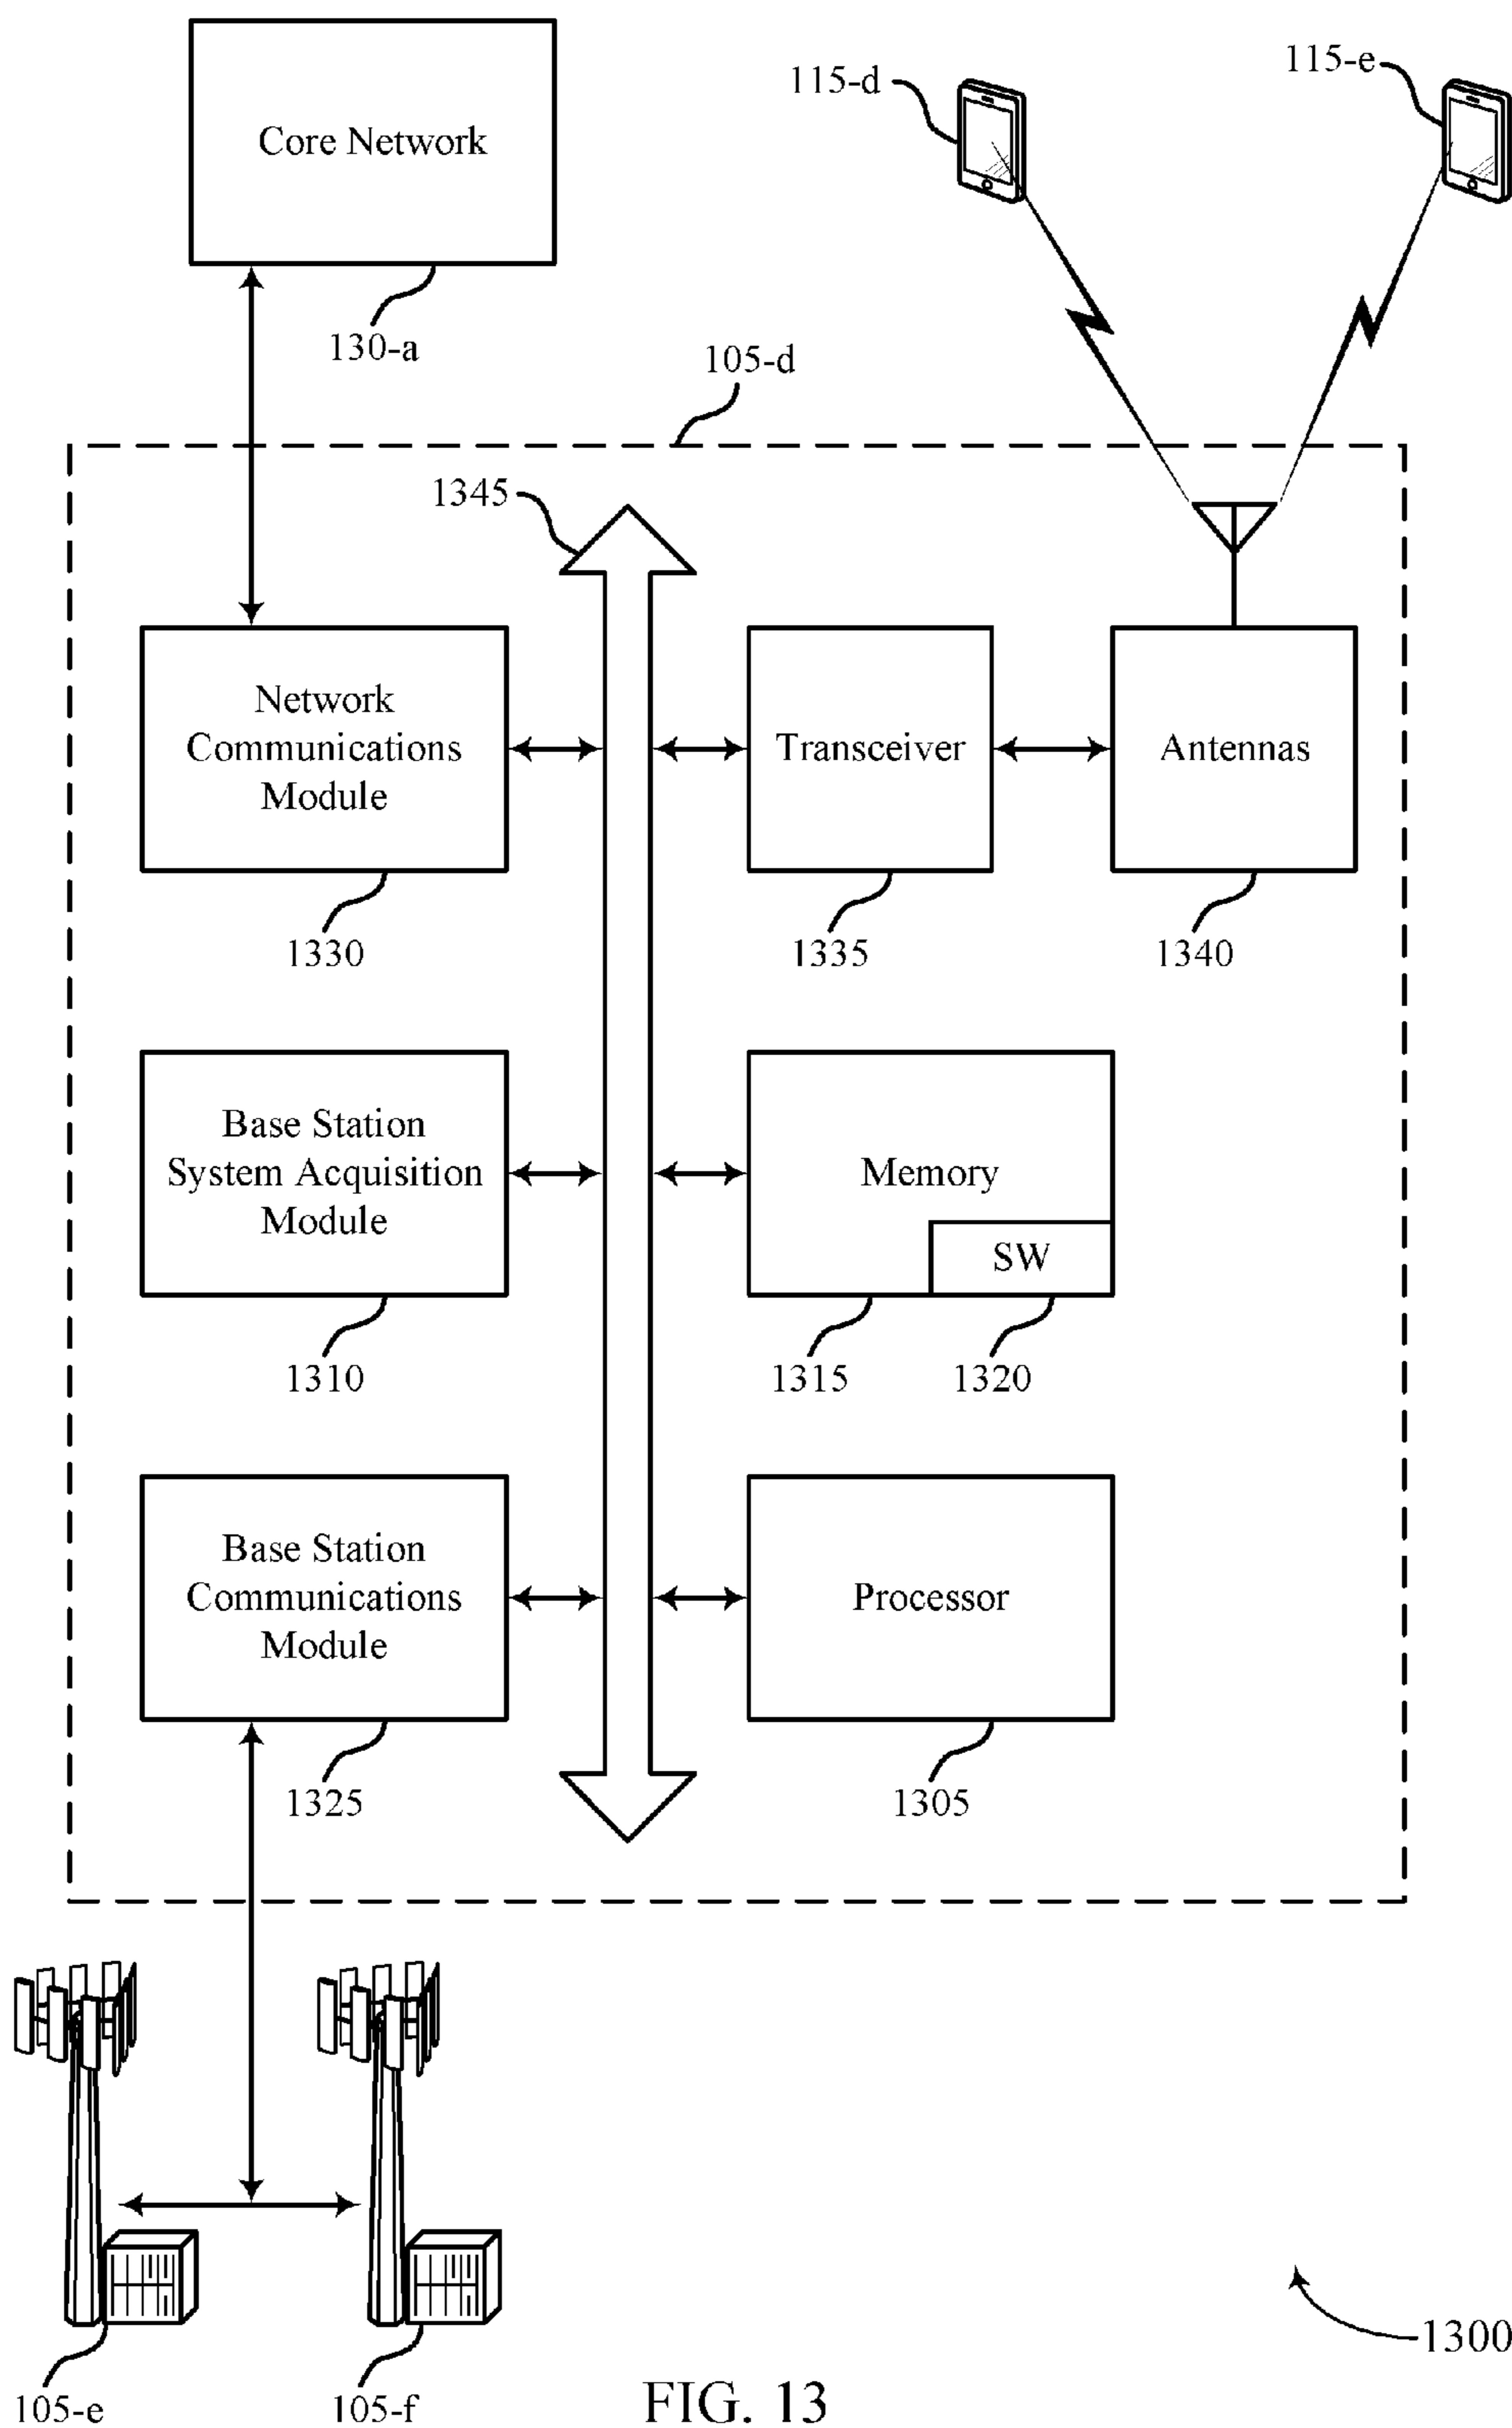 Core Network
130-a
115-d
115-e
105-d
1345
Network
Communications
Module
1330
Transceiver
1335
Antennas
1340
Base Station
System Acquisition
Module
1310
Memory
SW
1315
1320
Base Station
Communications
Module
1325
Processor
1305
105-e
105-f
1300
FIG. 13